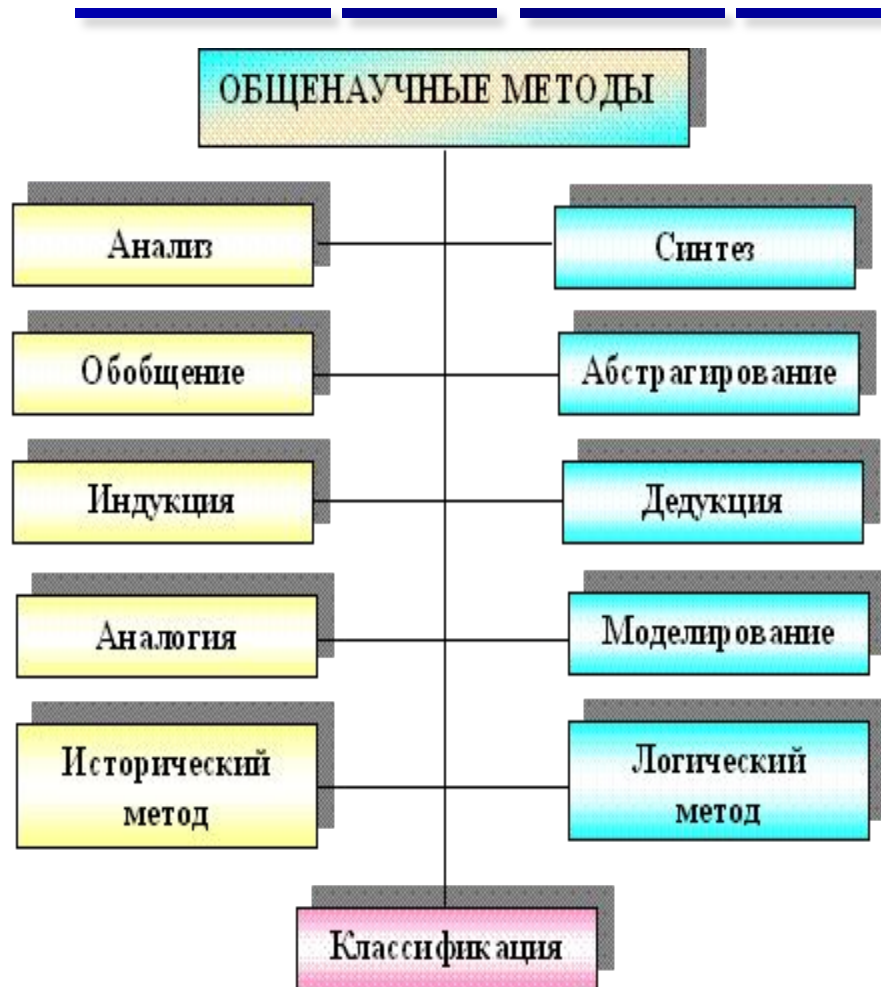 ОБЩЕНАУЧНЫЕ МЕТОДЫ
Анализ
Синтез
Обобщение
Абстрагирование
Индукция
Дедукция
Аналогия
Моделирование
Исторический
метод
Логический
метод
Классификация